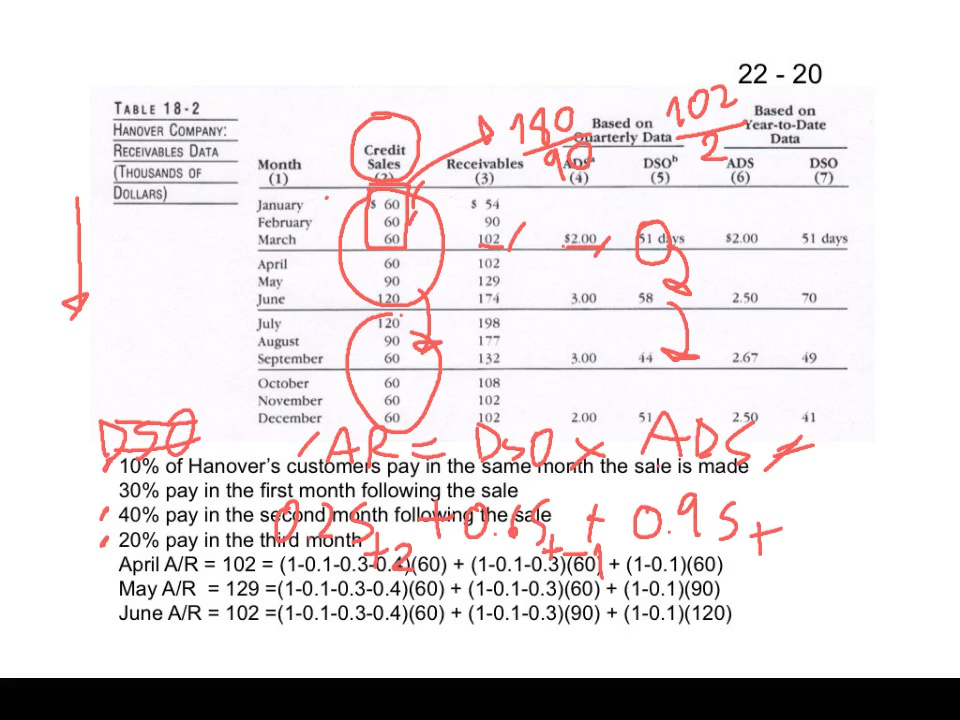 22 - 20
TABLE 18-2
HANOVER COMPANY:
RECEIVABLES DATA
(THOUSANDS OF
DOLLARS)
Based on Quarterly Data
Based on Year-to-Date Data
Month (1) Credit Sales (2) Receivables (3) ADSᵃ (4) DSOᵇ (5) ADS (6) DSO (7)
180/90
102/2
January $ 60 $ 54
February 60 90
March 60 102 $2.00 51 days $2.00 51 days
April 60 102
May 90 129
June 120 174 3.00 58 2.50 70
July 120 198
August 90 177
September 60 132 3.00 44 2.67 49
October 60 108
November 60 102
December 60 102 2.00 51 2.50 41
DSO AR = DSO × ADS
10% of Hanover's customers pay in the same month the sale is made
30% pay in the first month following the sale
40% pay in the second month following the sale
0.2S t-2 + 0.6S t-1 + 0.9S t
20% pay in the third month
April A/R = 102 = (1-0.1-0.3-0.4)(60) + (1-0.1-0.3)(60) + (1-0.1)(60)
May A/R = 129 =(1-0.1-0.3-0.4)(60) + (1-0.1-0.3)(60) + (1-0.1)(90)
June A/R = 102 =(1-0.1-0.3-0.4)(60) + (1-0.1-0.3)(90) + (1-0.1)(120)